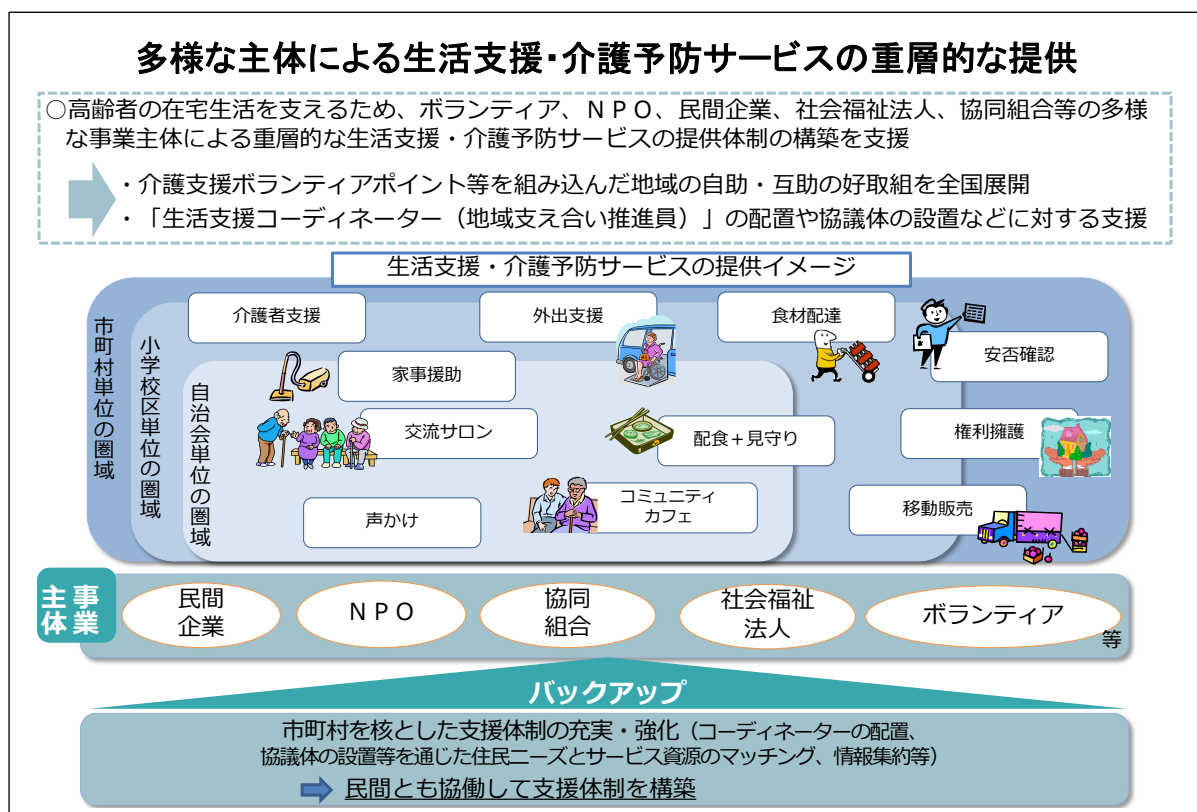 多様な主体による生活支援・介護予防サービスの重層的な提供
○高齢者の在宅生活を支えるため、ボランティア、ＮＰＯ、民間企業、社会福祉法人、協同組合等の多様
な事業主体による重層的な生活支援・介護予防サービスの提供体制の構築を支援
・介護支援ボランティアポイント等を組み込んだ地域の自助・互助の好取組を全国展開
・「生活支援コーディネーター（地域支え合い推進員）」の配置や協議体の設置などに対する支援
生活支援・介護予防サービスの提供イメージ
市町村単位の圏域
小学校区単位の圏域
自治会単位の圏域
介護者支援
外出支援
食材配達
安否確認
家事援助
交流サロン
配食＋見守り
権利擁護
声かけ
コミュニティ
カフェ
移動販売
事業
主体
民間
企業
ＮＰＯ
協同
組合
社会福祉
法人
ボランティア
等
バックアップ
市町村を核とした支援体制の充実・強化（コーディネーターの配置、
協議体の設置等を通じた住民ニーズとサービス資源のマッチング、情報集約等）
民間とも協働して支援体制を構築